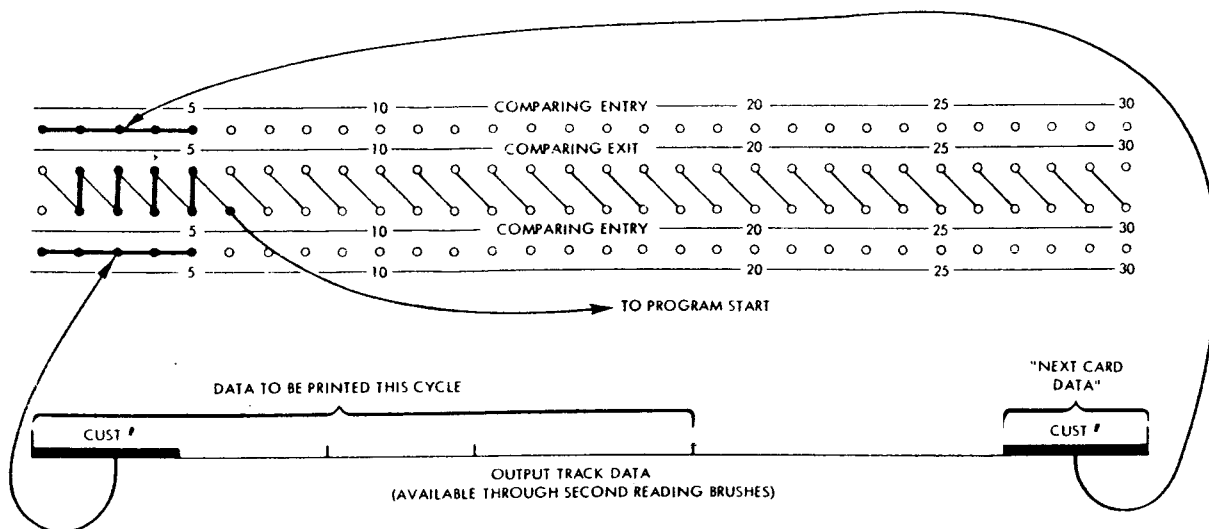 5 10 COMPARING ENTRY 20 25 30
5 10 COMPARING EXIT 20 25 30
5 10 COMPARING ENTRY 20 25 30
5 10 20 25 30
TO PROGRAM START
DATA TO BE PRINTED THIS CYCLE
"NEXT CARD
DATA"
CUST # CUST #
OUTPUT TRACK DATA
(AVAILABLE THROUGH SECOND READING BRUSHES)